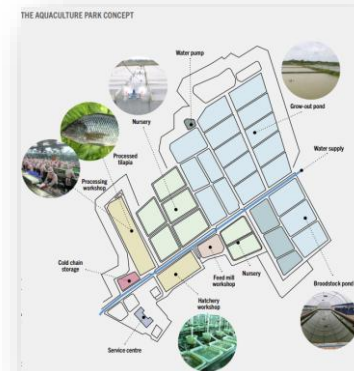 THE AQUACULTURE PARK CONCEPT
Water pump
Grow-out pond
Nursery
Processed
tilapia
Water supply
Processing
workshop
Cold chain
storage
Feed mill
workshop
Nursery
Broodstock pond
Hatchery
workshop
Service centre